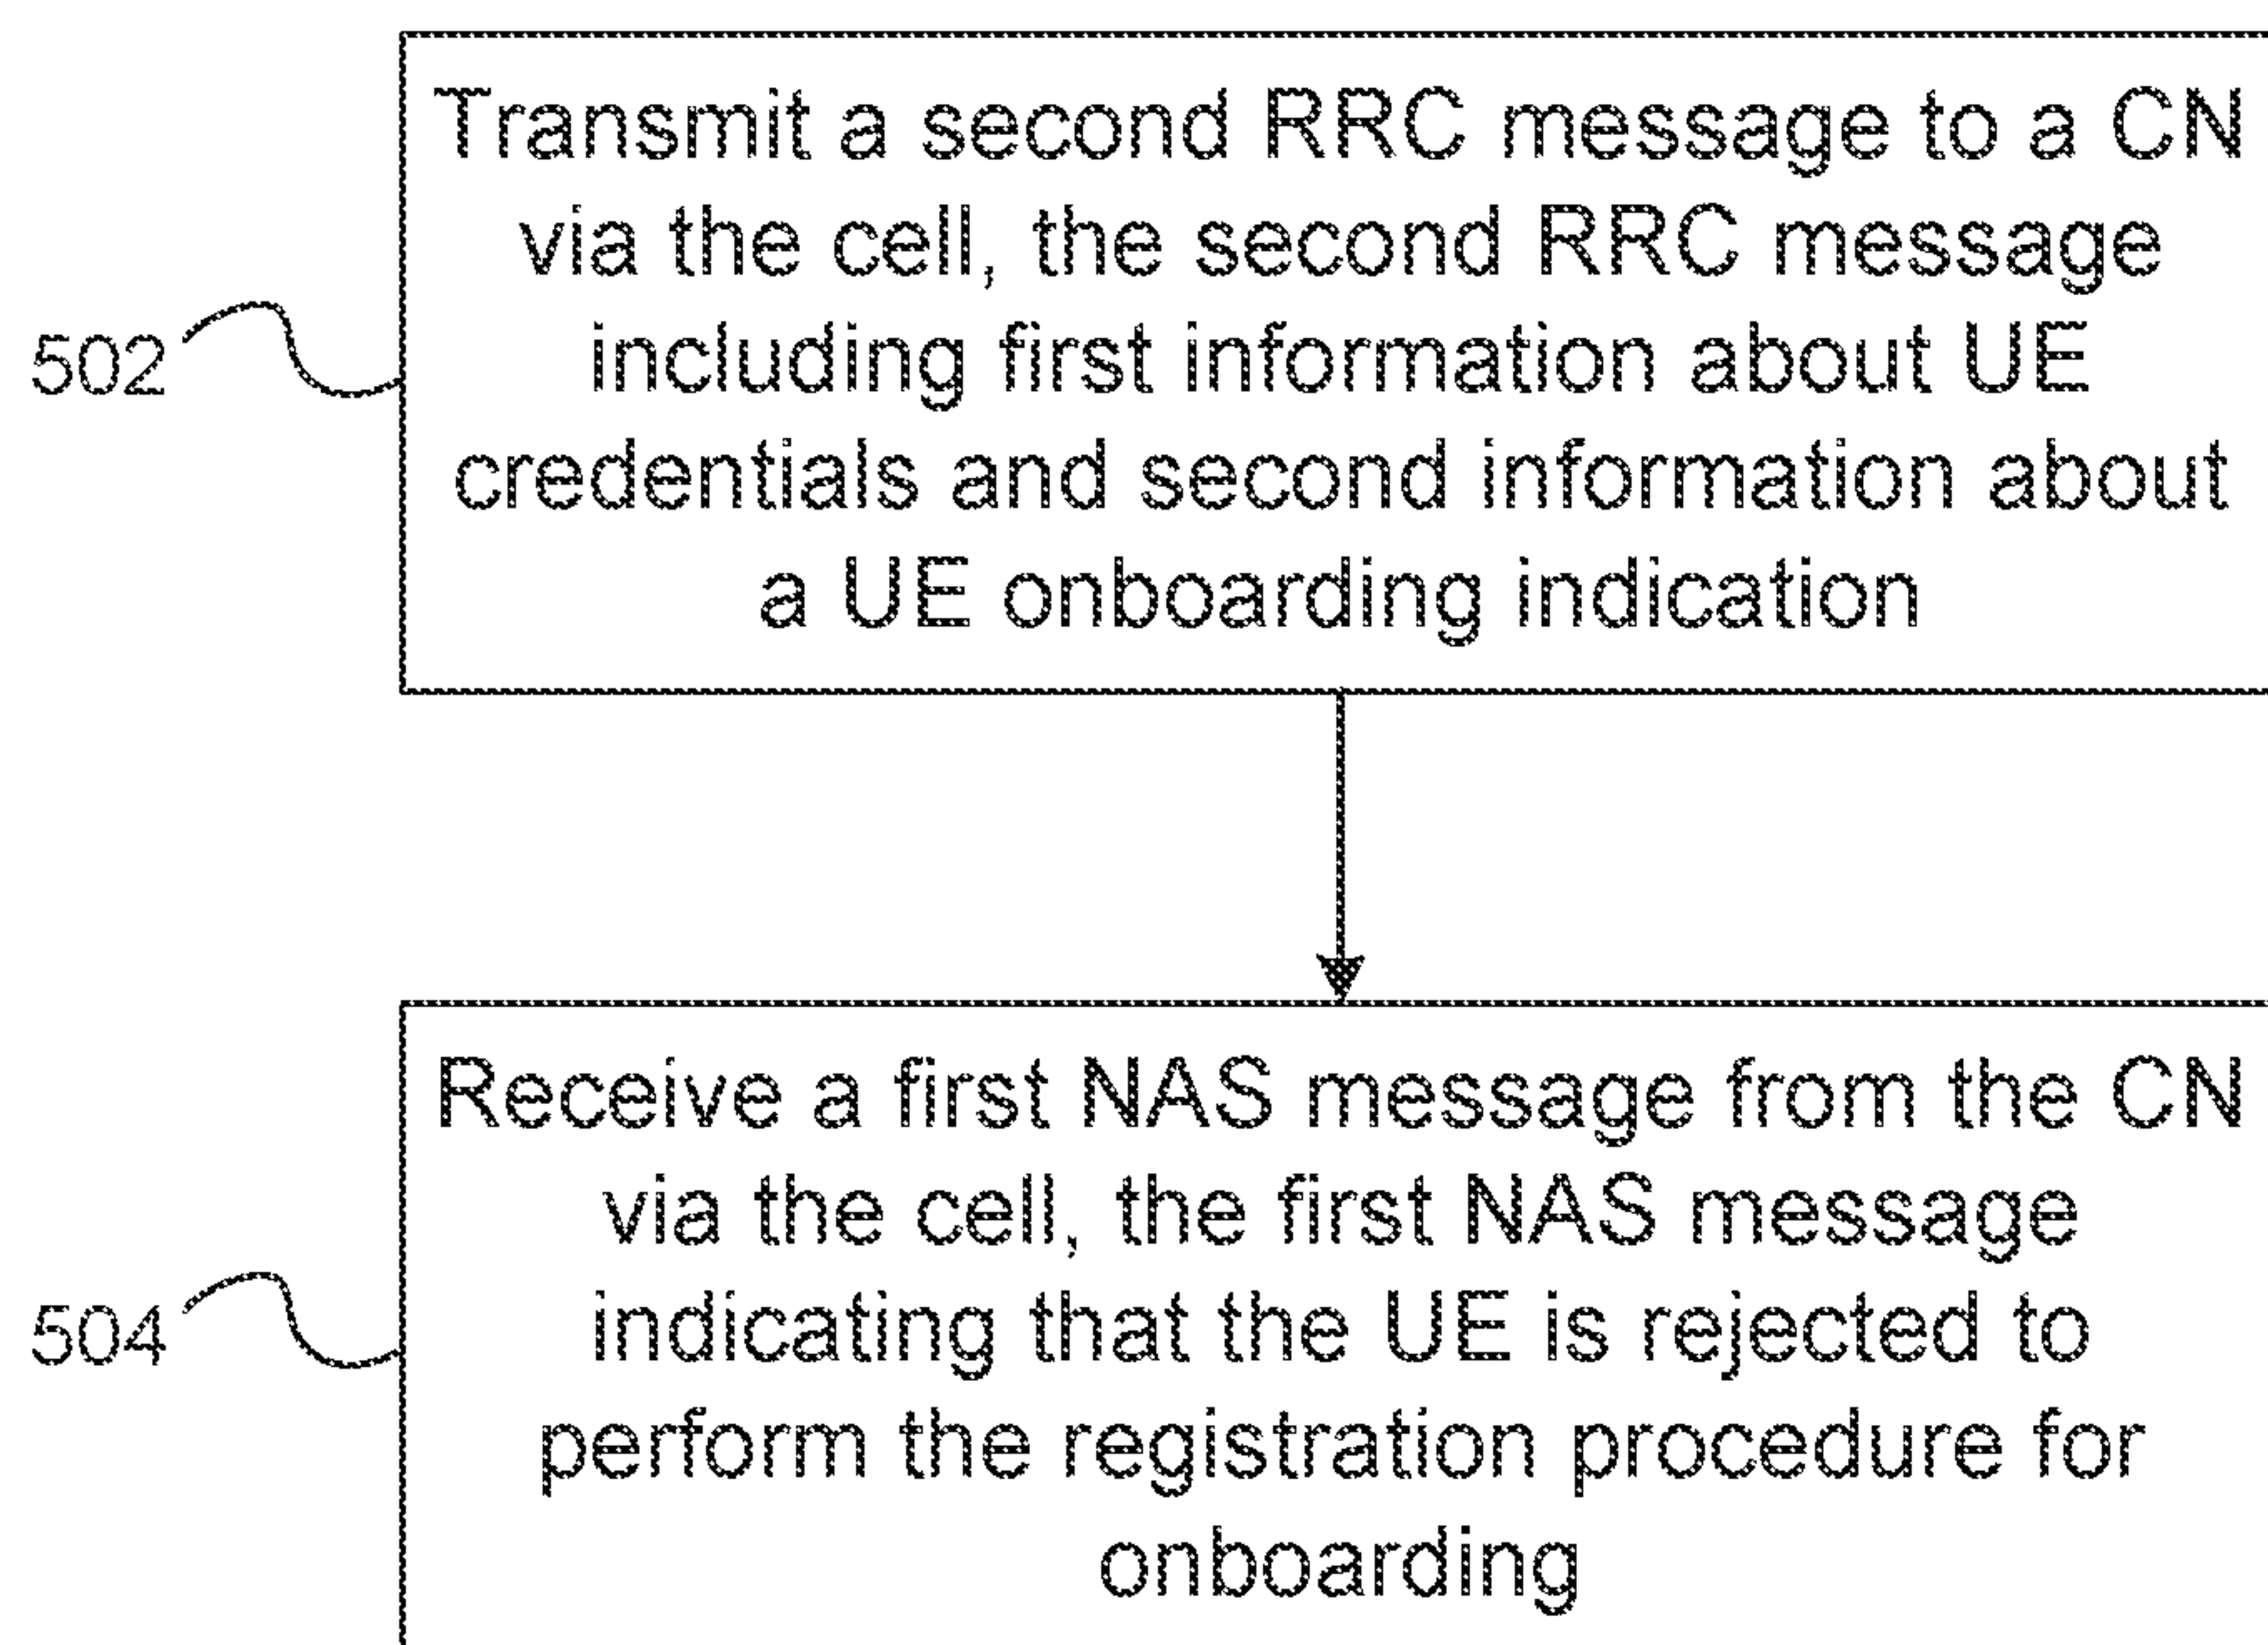 Transmit a second RRC message to a CN
via the cell, the second RRC message
including first information about UE
credentials and second information about
a UE onboarding indication
502
Receive a first NAS message from the CN
via the cell, the first NAS message
indicating that the UE is rejected to
perform the registration procedure for
onboarding
504